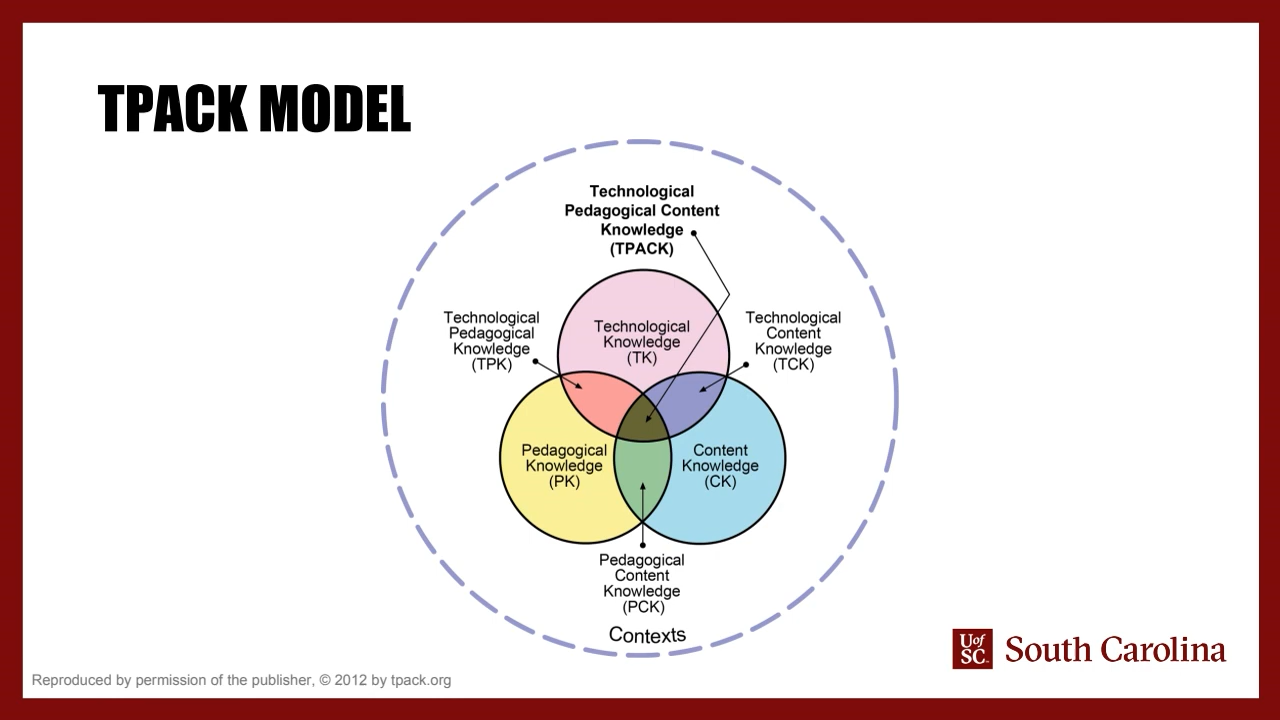 TPACK MODEL
Technological
Pedagogical Content
Knowledge
(TPACK)
Technological
Pedagogical
Knowledge
(TPK)
Technological
Knowledge
(TK)
Technological
Content
Knowledge
(TCK)
Pedagogical
Knowledge
(PK)
Content
Knowledge
(CK)
Pedagogical
Content
Knowledge
(PCK)
Contexts
UofSC South Carolina
Reproduced by permission of the publisher, © 2012 by tpack.org